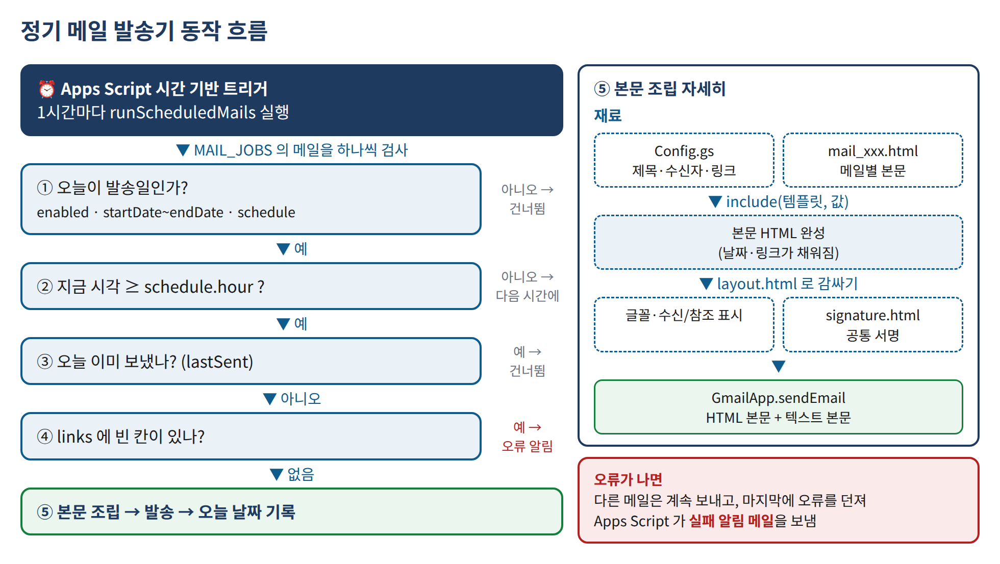 정기 메일 발송기 동작 흐름
⏰ Apps Script 시간 기반 트리거
1시간마다 runScheduledMails 실행
▼ MAIL_JOBS 의 메일을 하나씩 검사
① 오늘이 발송일인가?
enabled · startDate~endDate · schedule
아니오 →
건너뜀
▼ 예
② 지금 시각 ≥ schedule.hour ?
아니오 →
다음 시간에
▼ 예
③ 오늘 이미 보냈나? (lastSent)
예 →
건너뜀
▼ 아니오
④ links 에 빈 칸이 있나?
예 →
오류 알림
▼ 없음
⑤ 본문 조립 → 발송 → 오늘 날짜 기록
⑤ 본문 조립 자세히
재료
Config.gs
제목·수신자·링크
mail_xxx.html
메일별 본문
▼ include(템플릿, 값)
본문 HTML 완성
(날짜·링크가 채워짐)
▼ layout.html 로 감싸기
글꼴·수신/참조 표시
signature.html
공통 서명
▼
GmailApp.sendEmail
HTML 본문 + 텍스트 본문
오류가 나면
다른 메일은 계속 보내고, 마지막에 오류를 던져
Apps Script 가 실패 알림 메일을 보냄